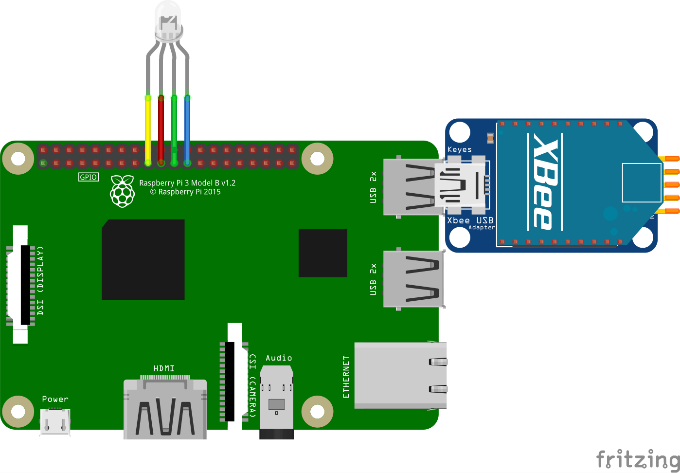 GPIO
Raspberry Pi 3 Model B v1.2
© Raspberry Pi 2015
USB 2x
Keyes
XBee
Xbee USB
Adapter
USB 2x
DSI (DISPLAY)
HDMI
CSI (CAMERA)
Audio
ETHERNET
Power
fritzing